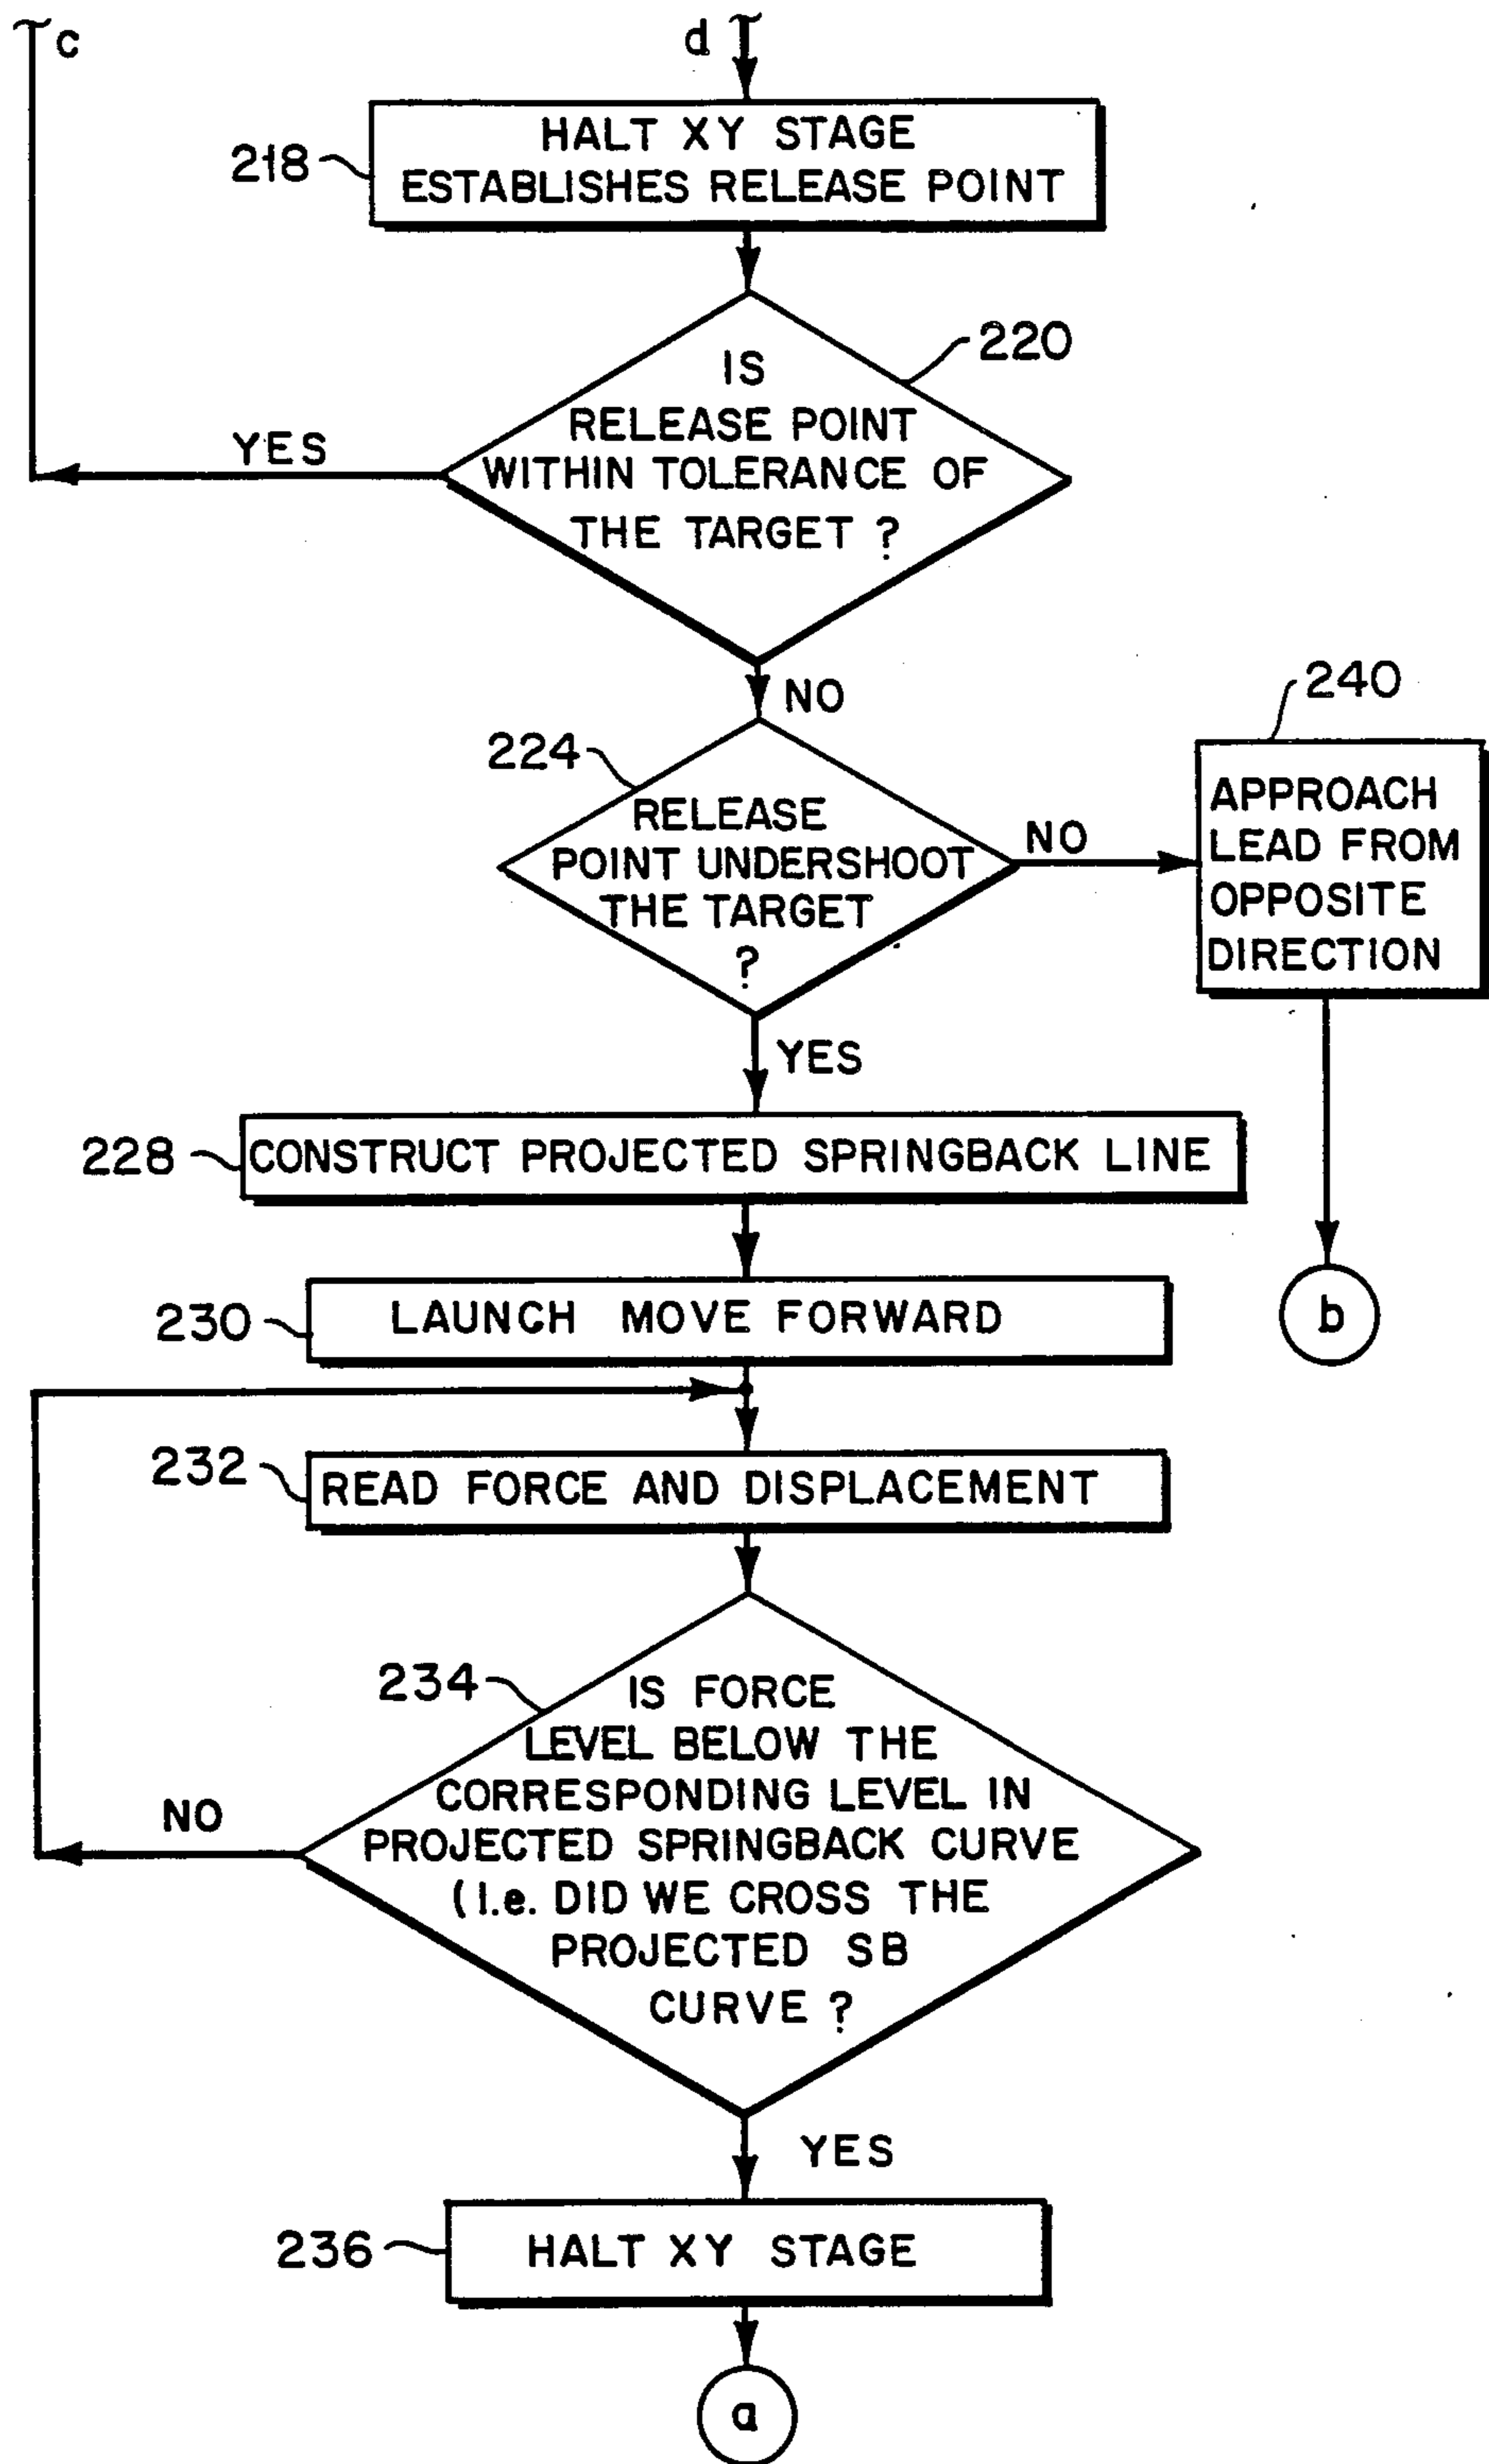 c
d
218
HALT XY STAGE
ESTABLISHES RELEASE POINT
220
IS
RELEASE POINT
WITHIN TOLERANCE OF
THE TARGET ?
YES
NO
224
RELEASE
POINT UNDERSHOOT
THE TARGET
?
NO
240
APPROACH
LEAD FROM
OPPOSITE
DIRECTION
YES
228
CONSTRUCT PROJECTED SPRINGBACK LINE
230
LAUNCH MOVE FORWARD
b
232
READ FORCE AND DISPLACEMENT
234
IS FORCE
LEVEL BELOW THE
CORRESPONDING LEVEL IN
PROJECTED SPRINGBACK CURVE
(I.e. DID WE CROSS THE
PROJECTED SB
CURVE ?
NO
YES
236
HALT XY STAGE
a